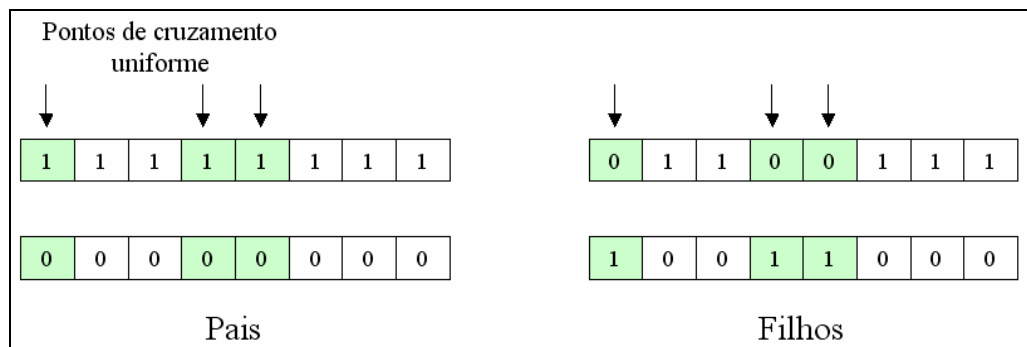 Pontos de cruzamento
uniforme
1 1 1 1 1 1 1 1
0 1 1 0 0 1 1 1
0 0 0 0 0 0 0 0
1 0 0 1 1 0 0 0
Pais
Filhos